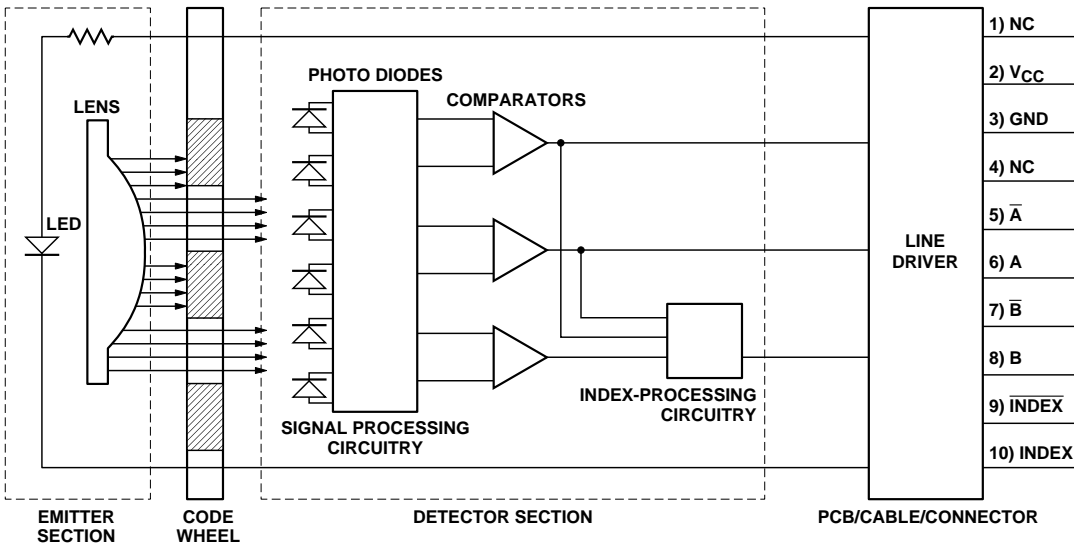 1) NC
PHOTO DIODES
2) VCC
LENS
COMPARATORS
3) GND
4) NC
LED
5) A̅
LINE
DRIVER
6) A
7) B̅
8) B
INDEX-PROCESSING
CIRCUITRY
9) I̅N̅D̅E̅X̅
SIGNAL PROCESSING
CIRCUITRY
10) INDEX
EMITTER
SECTION
CODE
WHEEL
DETECTOR SECTION
PCB/CABLE/CONNECTOR